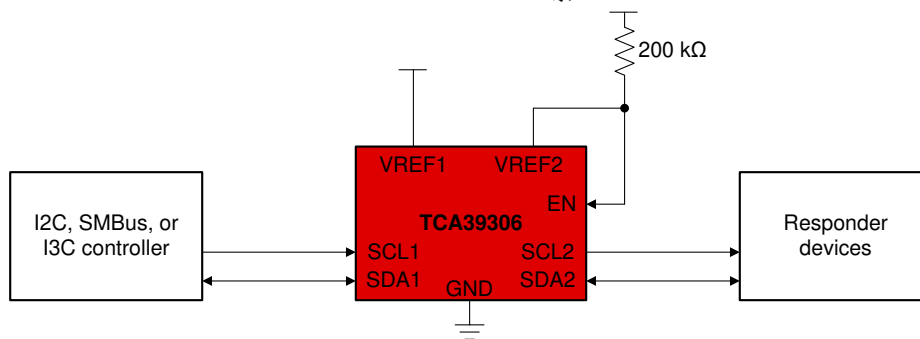 200 kΩ
VREF1
VREF2
EN
I2C, SMBus, or
I3C controller
TCA39306
Responder
devices
SCL1
SCL2
SDA1
SDA2
GND